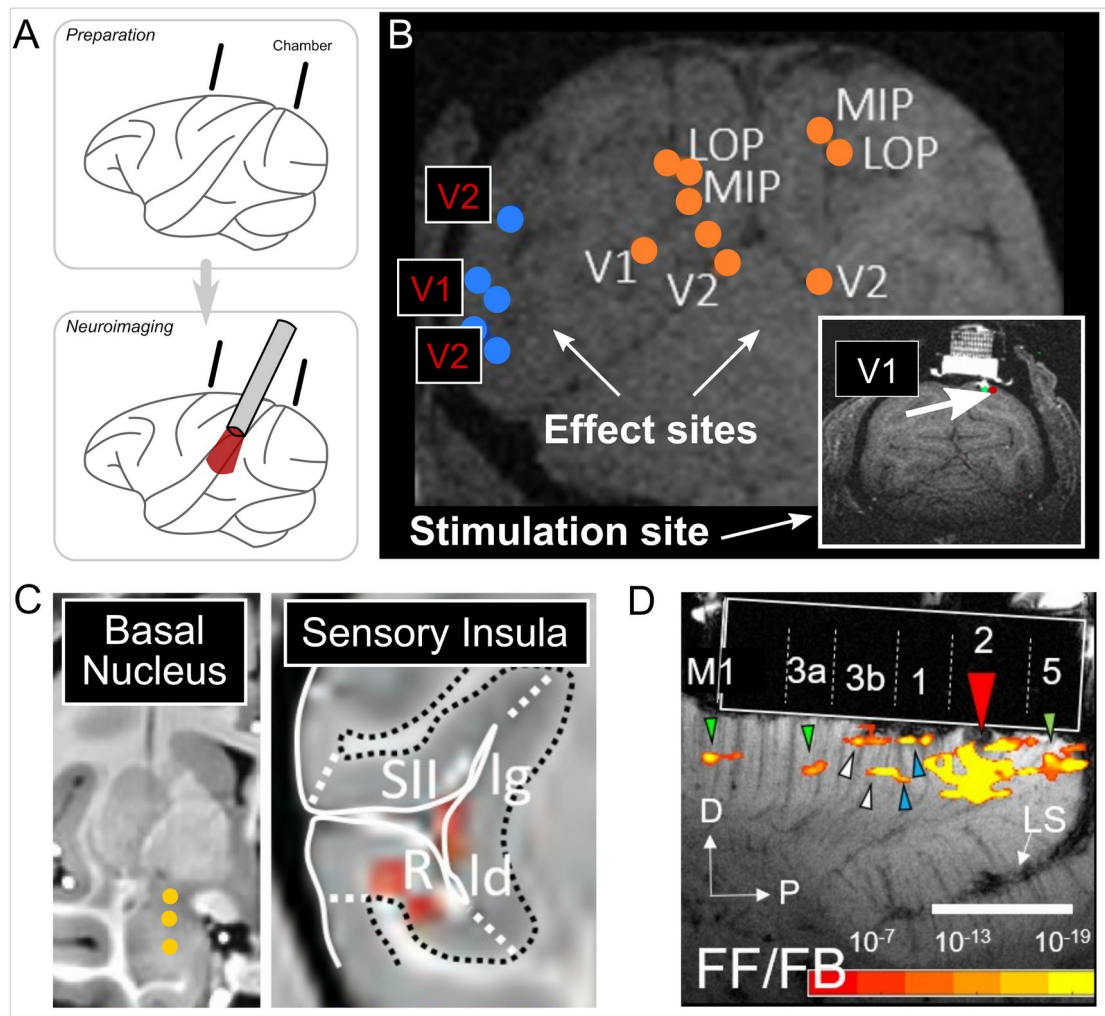 A
Preparation
Chamber
Neuroimaging
B
MIP
LOP
LOP
MIP
V2
V1
V2
V1
V2
V2
Effect sites
V1
Stimulation site
C
Basal
Nucleus
Sensory Insula
SII
Ig
R
Id
D
M1
3a
3b
1
2
5
D
P
LS
10-7
10-13
10-19
FF/FB